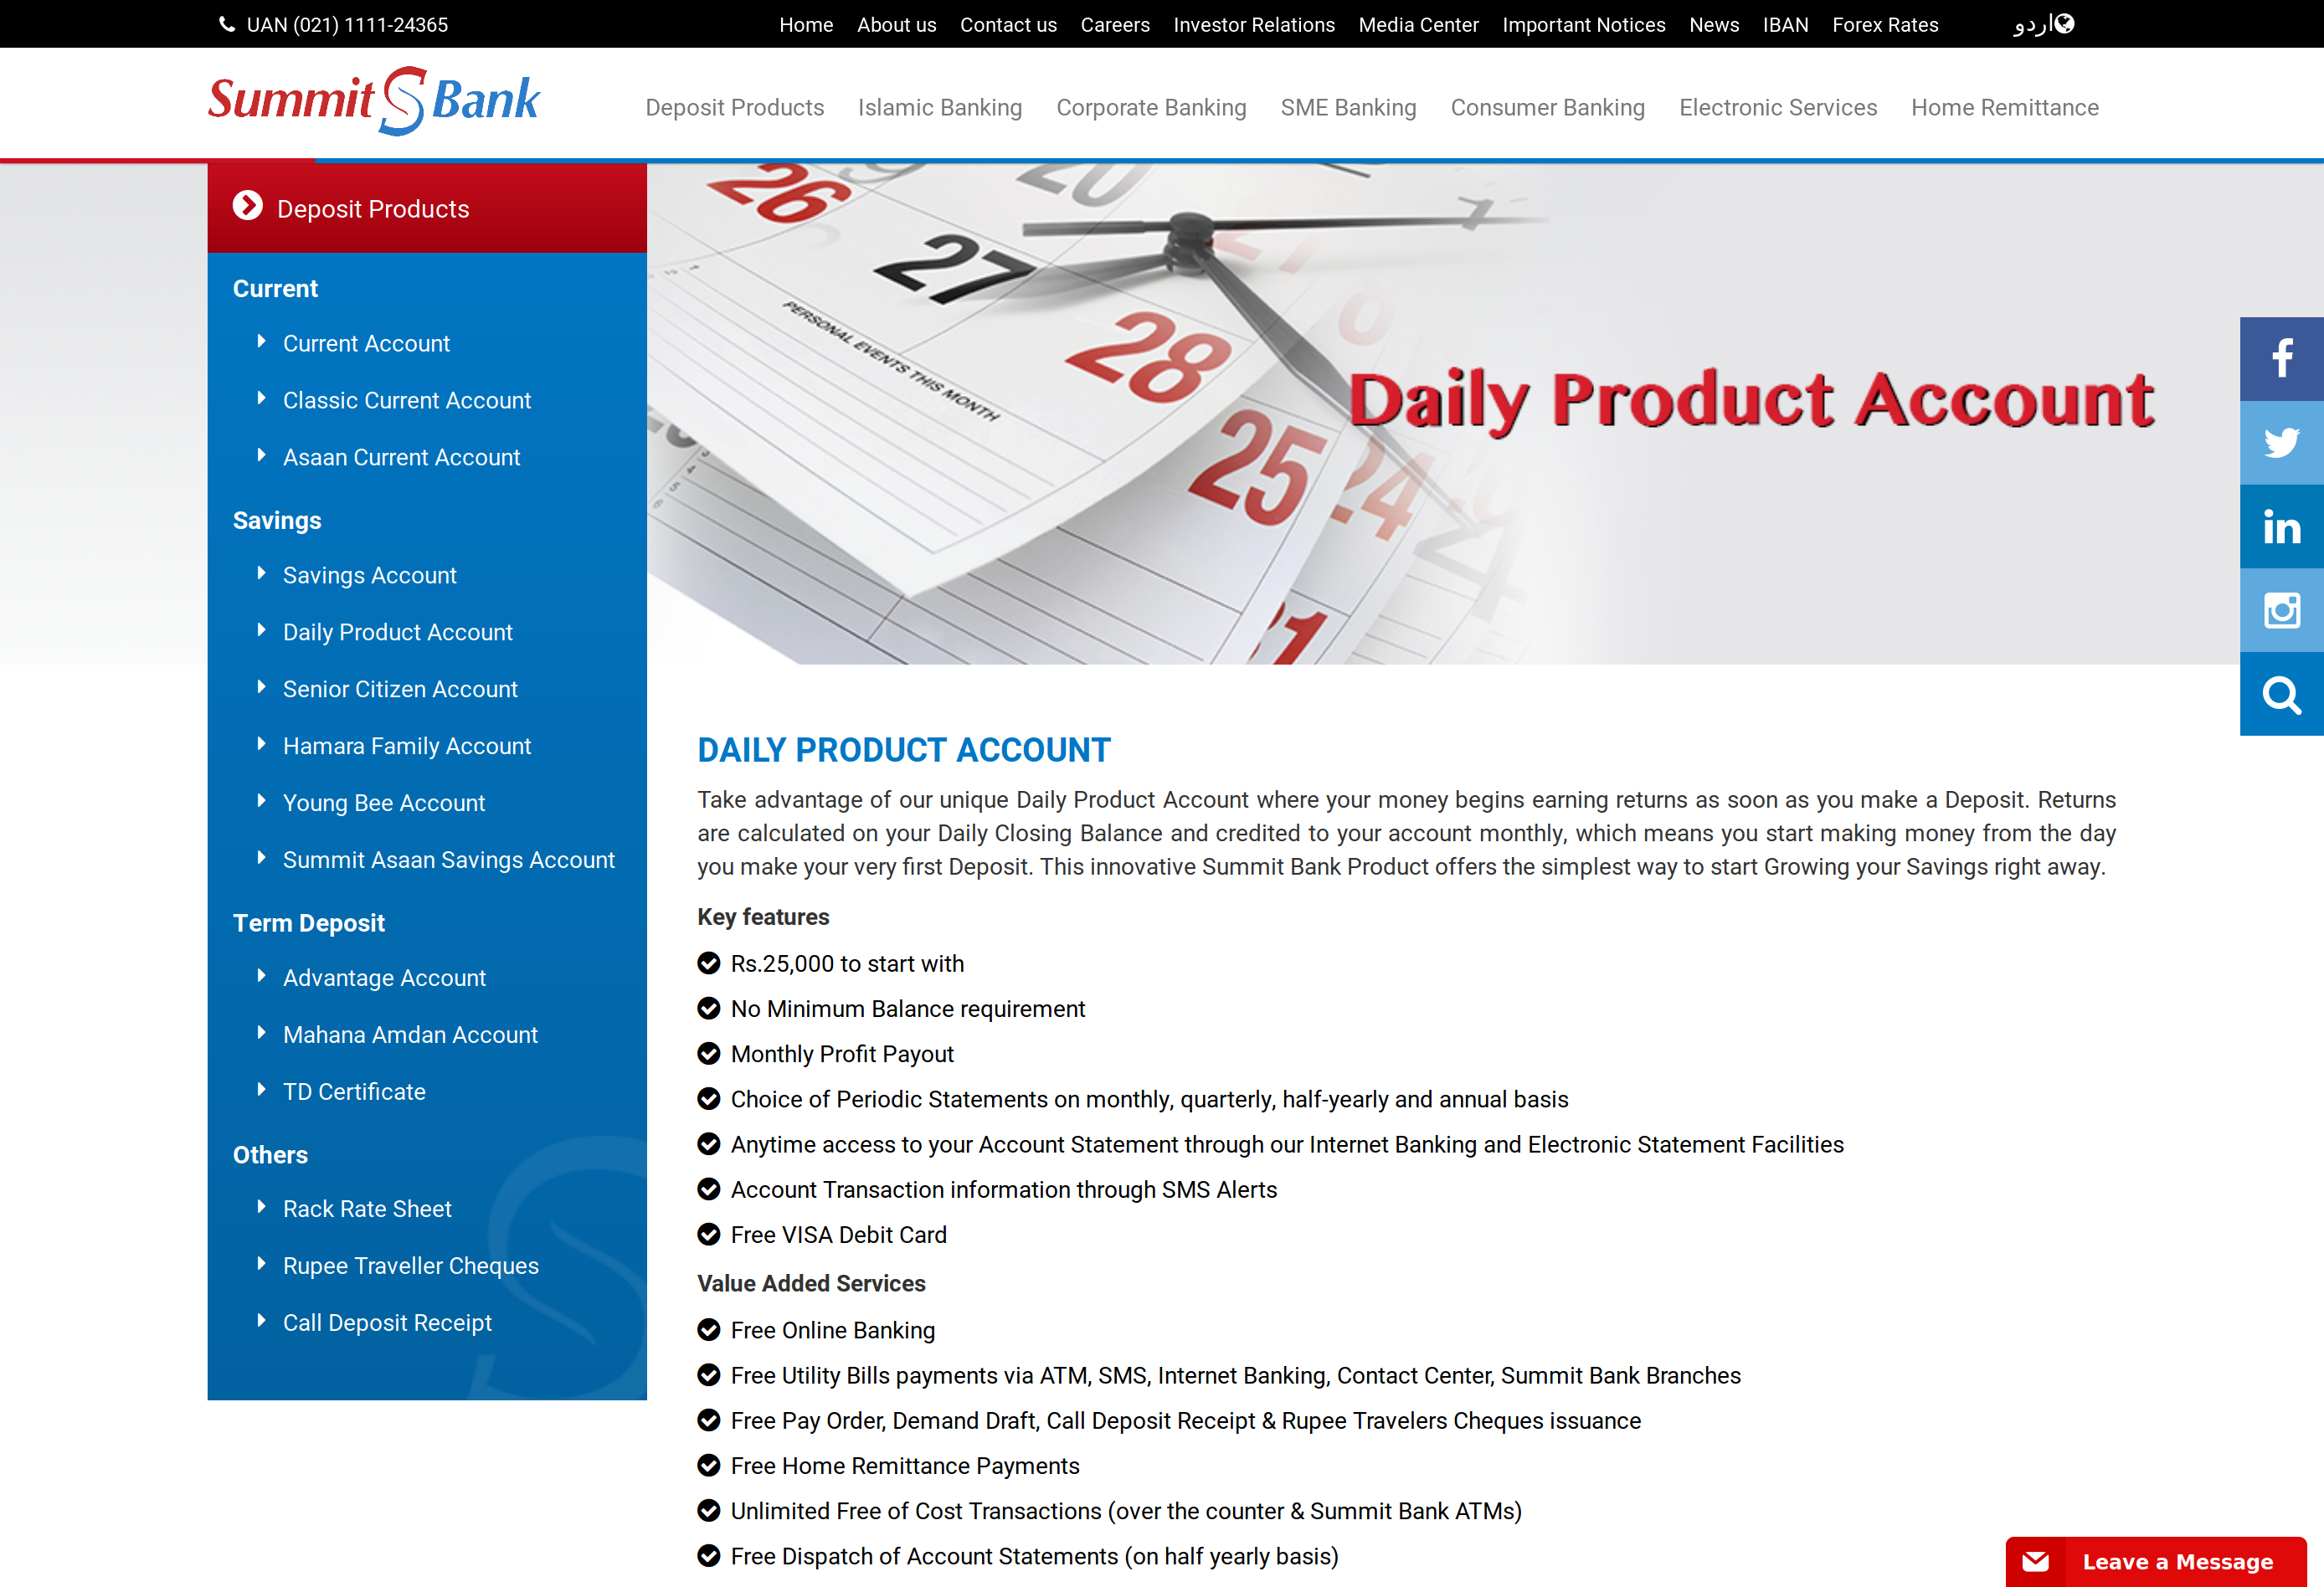 UAN (021) 1111-24365
Home About us Contact us Careers Investor Relations Media Center Important Notices News IBAN Forex Rates اردو
Summit S Bank
Deposit Products Islamic Banking Corporate Banking SME Banking Consumer Banking Electronic Services Home Remittance
Deposit Products
Current
Current Account
Classic Current Account
Asaan Current Account
Savings
Savings Account
Daily Product Account
Senior Citizen Account
Hamara Family Account
Young Bee Account
Summit Asaan Savings Account
Term Deposit
Advantage Account
Mahana Amdan Account
TD Certificate
Others
Rack Rate Sheet
Rupee Traveller Cheques
Call Deposit Receipt
26
20
27
28
PERSONAL EVENTS THIS MONTH
25
24
21
Daily Product Account
DAILY PRODUCT ACCOUNT
Take advantage of our unique Daily Product Account where your money begins earning returns as soon as you make a Deposit. Returns
are calculated on your Daily Closing Balance and credited to your account monthly, which means you start making money from the day
you make your very first Deposit. This innovative Summit Bank Product offers the simplest way to start Growing your Savings right away.
Key features
Rs.25,000 to start with
No Minimum Balance requirement
Monthly Profit Payout
Choice of Periodic Statements on monthly, quarterly, half-yearly and annual basis
Anytime access to your Account Statement through our Internet Banking and Electronic Statement Facilities
Account Transaction information through SMS Alerts
Free VISA Debit Card
Value Added Services
Free Online Banking
Free Utility Bills payments via ATM, SMS, Internet Banking, Contact Center, Summit Bank Branches
Free Pay Order, Demand Draft, Call Deposit Receipt & Rupee Travelers Cheques issuance
Free Home Remittance Payments
Unlimited Free of Cost Transactions (over the counter & Summit Bank ATMs)
Free Dispatch of Account Statements (on half yearly basis)
Leave a Message